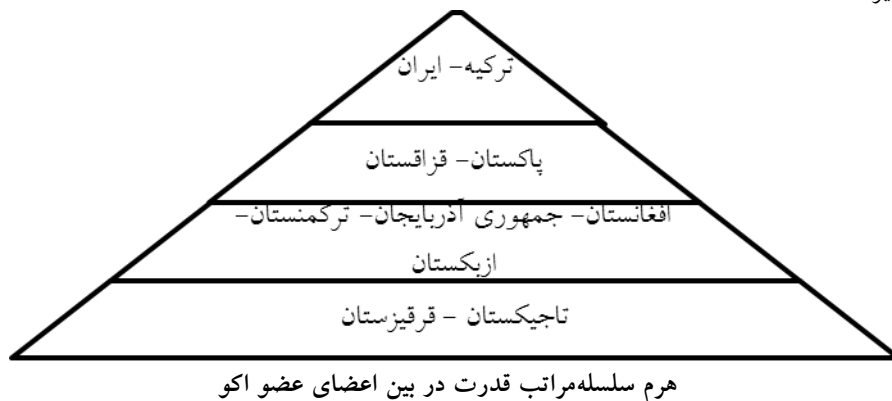 ترکیه- ایران
پاکستان- قزاقستان
افغانستان- جمهوری آذربایجان- ترکمنستان-
ازبکستان
تاجیکستان - قرقیزستان
هرم سلسله‌مراتب قدرت در بین اعضای عضو اکو